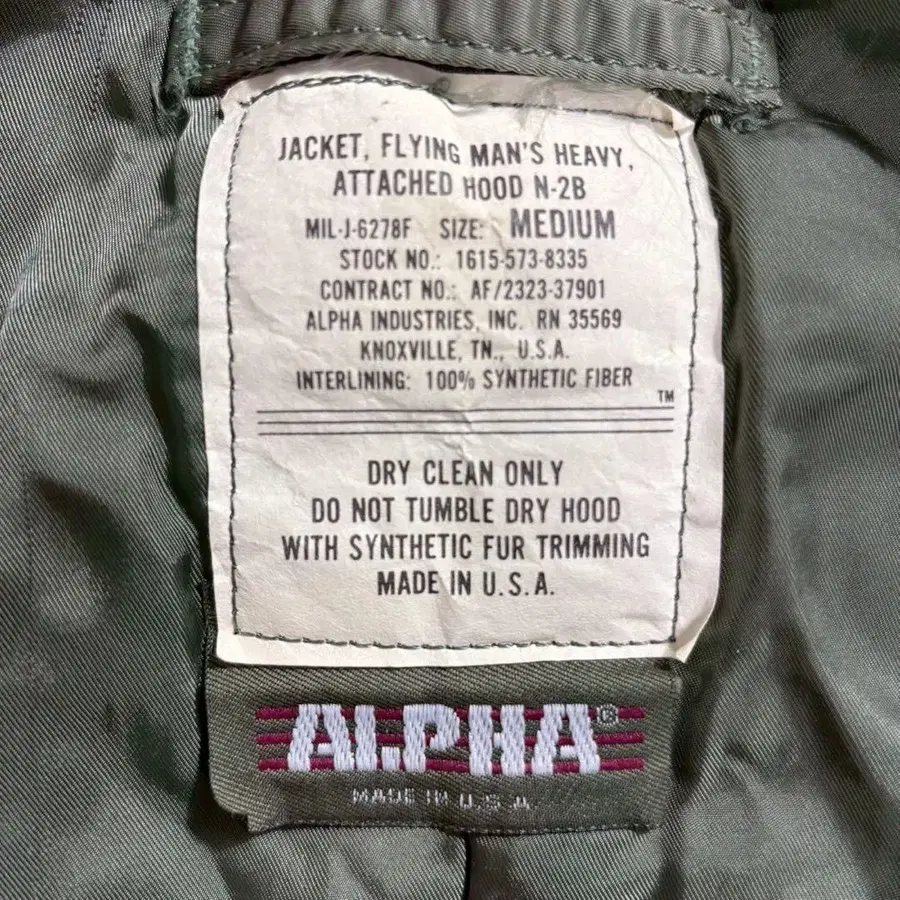 JACKET, FLYING MAN'S HEAVY,
ATTACHED HOOD N-2B
MIL-J-6278F SIZE: MEDIUM
STOCK NO.: 1615-573-8335
CONTRACT NO.: AF/2323-37901
ALPHA INDUSTRIES, INC. RN 35569
KNOXVILLE, TN., U.S.A.
INTERLINING: 100% SYNTHETIC FIBER
TM
DRY CLEAN ONLY
DO NOT TUMBLE DRY HOOD
WITH SYNTHETIC FUR TRIMMING
MADE IN U.S.A.
ALPHA®
MADE IN U.S.A.